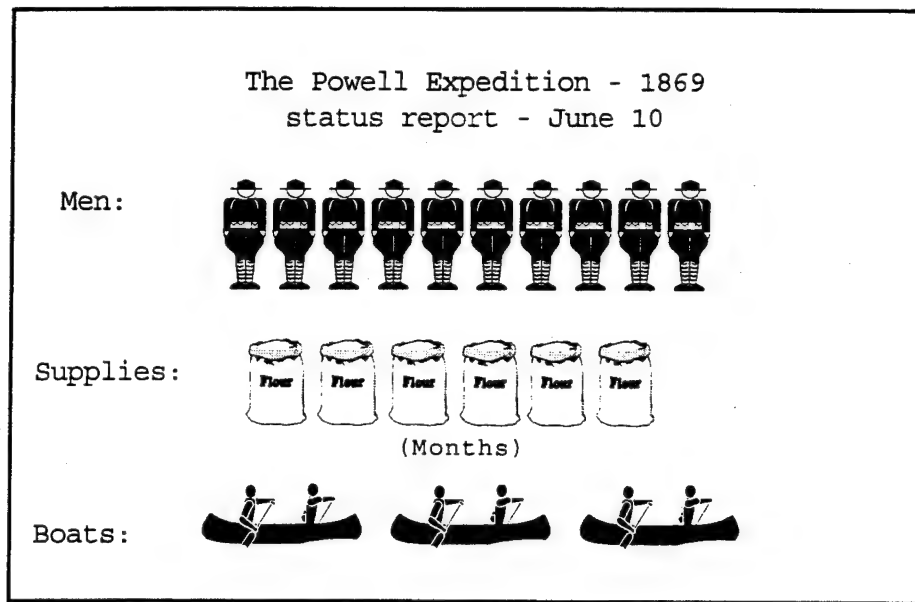 The Powell Expedition - 1869
status report - June 10
Men:
Supplies:
Flour Flour Flour Flour Flour Flour
(Months)
Boats: